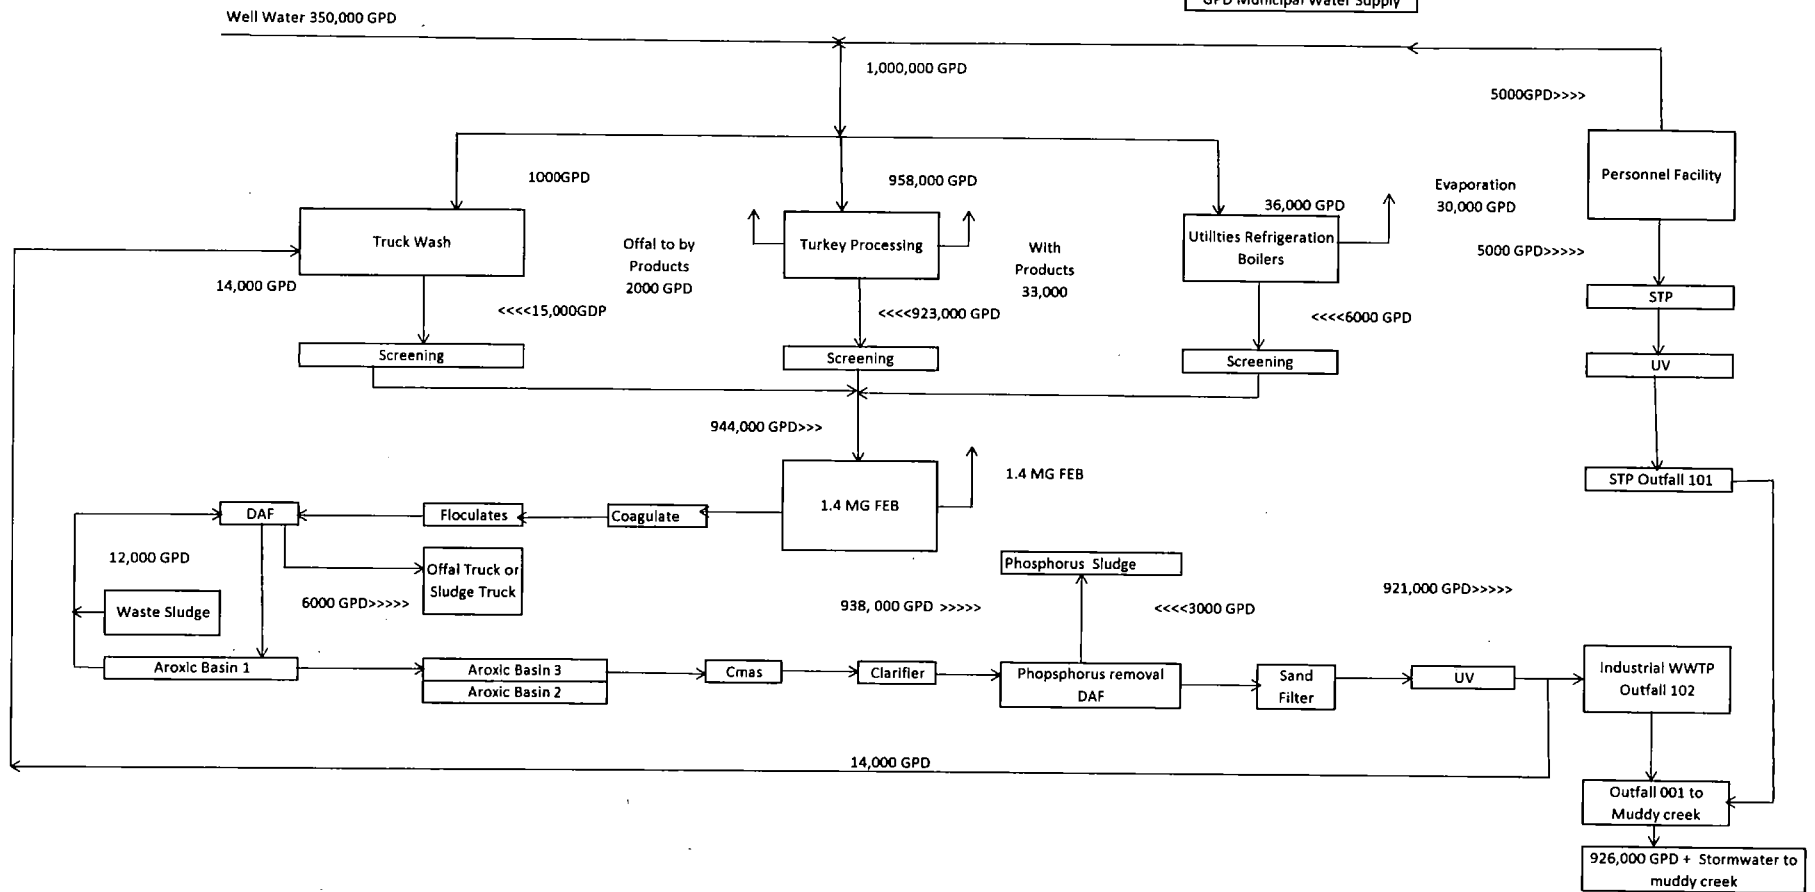 GPD Municipal Water Supply
Well Water 350,000 GPD
1,000,000 GPD
5000GPD>>>>
Personnel Facility
1000GPD
958,000 GPD
36,000 GPD
Evaporation
30,000 GPD
Truck Wash
Offal to by
Products
2000 GPD
Turkey Processing
With
Products
33,000
Utilities Refrigeration
Boilers
5000 GPD>>>>>
14,000 GPD
<<<<15,000GDP
<<<<923,000 GPD
<<<<6000 GPD
STP
Screening
Screening
Screening
UV
944,000 GPD>>>
1.4 MG FEB
1.4 MG FEB
STP Outfall 101
DAF
Floculates
Coagulate
12,000 GPD
Offal Truck or
Sludge Truck
Waste Sludge
6000 GPD>>>>>
Phosphorus Sludge
938, 000 GPD >>>>>
<<<<3000 GPD
921,000 GPD>>>>>
Aroxic Basin 1
Aroxic Basin 3
Aroxic Basin 2
Cmas
Clarifier
Phopsphorus removal
DAF
Sand
Filter
UV
Industrial WWTP
Outfall 102
14,000 GPD
Outfall 001 to
Muddy creek
926,000 GPD + Stormwater to
muddy creek